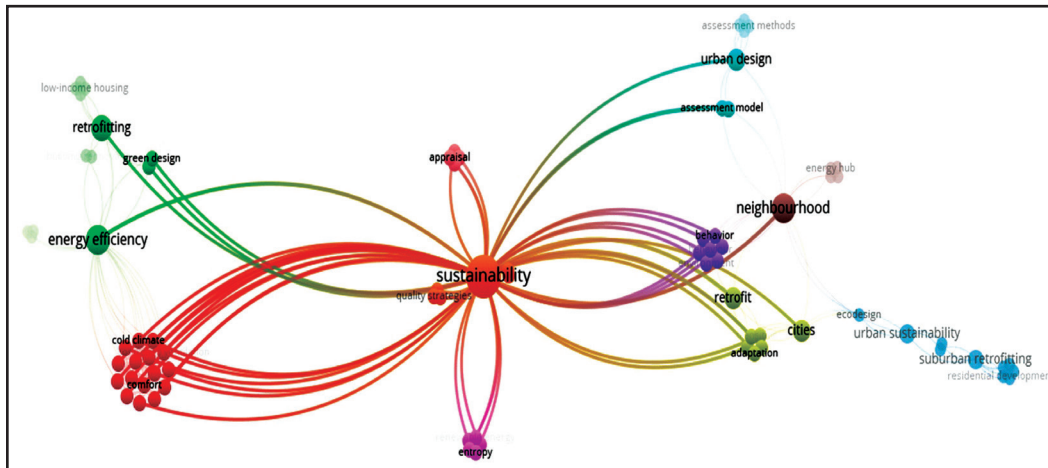 assessment methods
urban design
low-income housing
assessment model
retrofitting
green design
appraisal
energy hub
neighbourhood
energy efficiency
behavior
sustainability
quality strategies
retrofit
ecodesign
cities
urban sustainability
cold climate
adaptation
suburban retrofitting
comfort
residential developmen
entropy